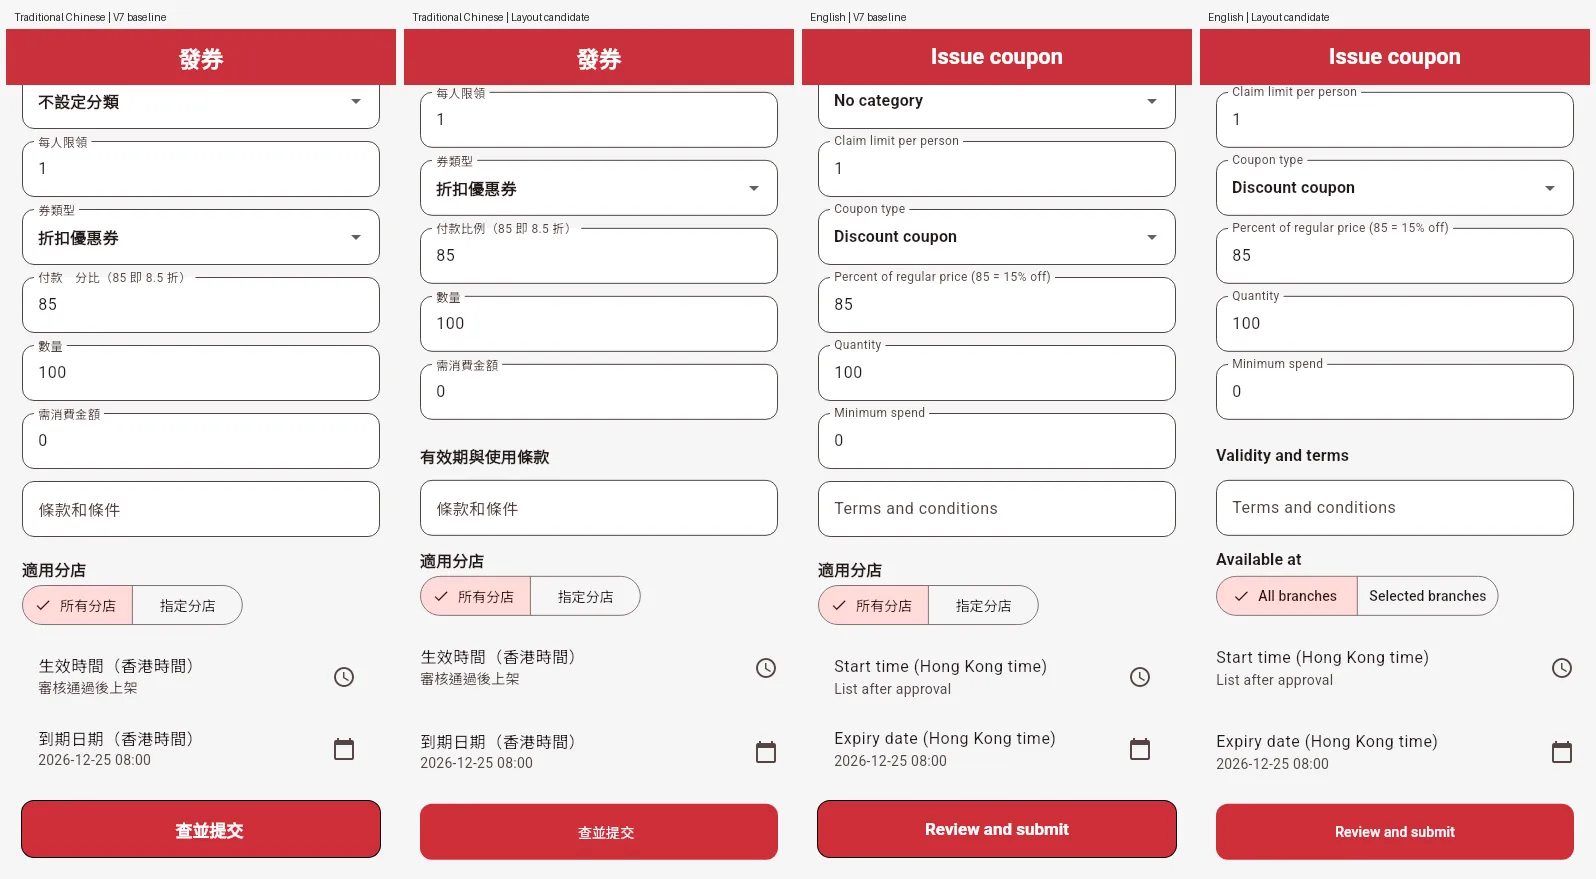 Traditional Chinese | V7 baseline
發券
不設定分類
每人限領
1
券類型
折扣優惠券
付款 分比（85 即 8.5 折）
85
數量
100
需消費金額
0
條款和條件
適用分店
所有分店
指定分店
生效時間（香港時間）
審核通過後上架
到期日期（香港時間）
2026-12-25 08:00
查並提交
Traditional Chinese | Layout candidate
發券
每人限領
1
券類型
折扣優惠券
付款比例（85 即 8.5 折）
85
數量
100
需消費金額
0
有效期與使用條款
條款和條件
適用分店
所有分店
指定分店
生效時間（香港時間）
審核通過後上架
到期日期（香港時間）
2026-12-25 08:00
查並提交
English | V7 baseline
Issue coupon
No category
Claim limit per person
1
Coupon type
Discount coupon
Percent of regular price (85 = 15% off)
85
Quantity
100
Minimum spend
0
Terms and conditions
適用分店
所有分店
指定分店
Start time (Hong Kong time)
List after approval
Expiry date (Hong Kong time)
2026-12-25 08:00
Review and submit
English | Layout candidate
Issue coupon
Claim limit per person
1
Coupon type
Discount coupon
Percent of regular price (85 = 15% off)
85
Quantity
100
Minimum spend
0
Validity and terms
Terms and conditions
Available at
All branches
Selected branches
Start time (Hong Kong time)
List after approval
Expiry date (Hong Kong time)
2026-12-25 08:00
Review and submit